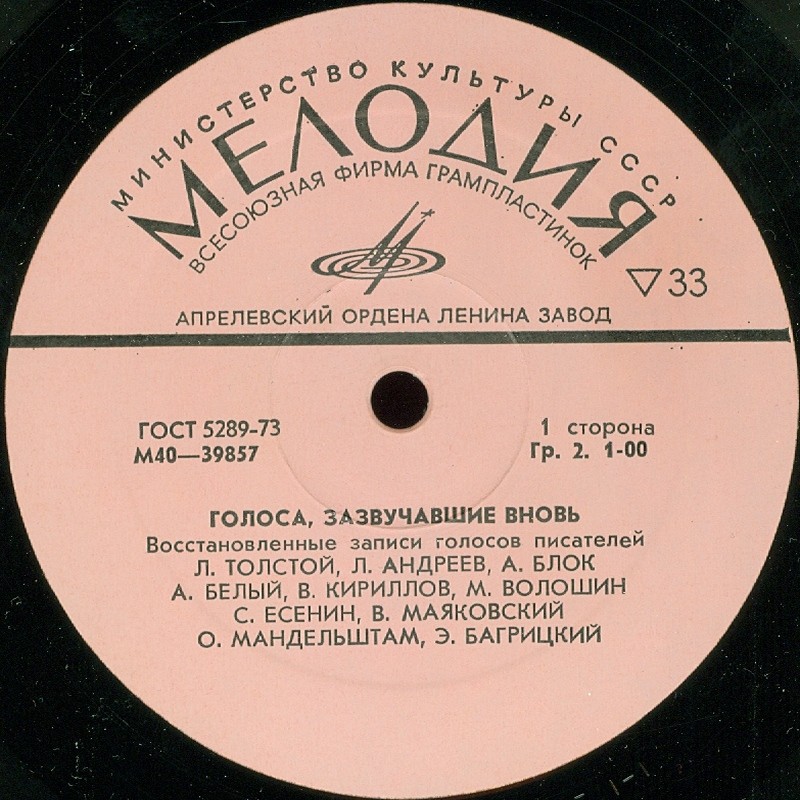 МИНИСТЕРСТВО КУЛЬТУРЫ СССР
МЕЛОДИЯ
ВСЕСОЮЗНАЯ ФИРМА ГРАМПЛАСТИНОК
33
АПРЕЛЕВСКИЙ ОРДЕНА ЛЕНИНА ЗАВОД
ГОСТ 5289-73
М40—39857
1 сторона
Гр. 2. 1-00
ГОЛОСА, ЗАЗВУЧАВШИЕ ВНОВЬ
Восстановленные записи голосов писателей
Л. ТОЛСТОЙ, Л. АНДРЕЕВ, А. БЛОК
А. БЕЛЫЙ, В. КИРИЛЛОВ, М. ВОЛОШИН
С. ЕСЕНИН, В. МАЯКОВСКИЙ
О. МАНДЕЛЬШТАМ, Э. БАГРИЦКИЙ